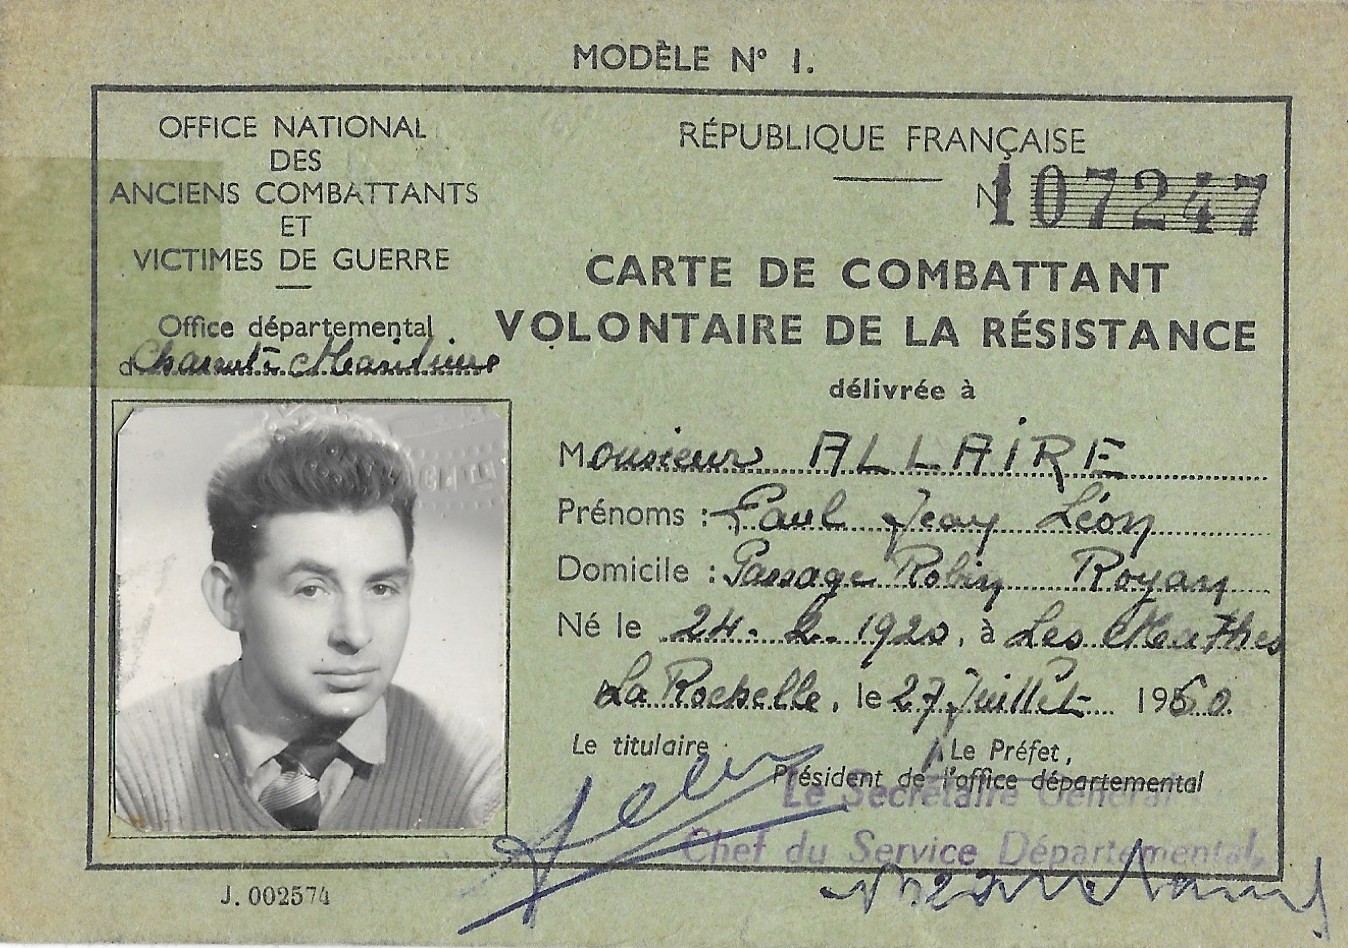 MODÈLE Nº 1.
OFFICE NATIONAL
DES
ANCIENS COMBATTANTS
ET
VICTIMES DE GUERRE
Office départemental
d Charente Maritime
RÉPUBLIQUE FRANÇAISE
N 107247
CARTE DE COMBATTANT
VOLONTAIRE DE LA RÉSISTANCE
délivrée à
Monsieur ALLAIRE
Prénoms : Paul Jean Léon
Domicile : Passage Robin Royan
Né le 24. 2. 1920, à Les Mathes
La Rochelle, le 27 Juillet 1960.
Le titulaire
Le Préfet,
Président de l'office départemental
Le Secrétaire Général
Chef du Service Départemental,
J. 002574